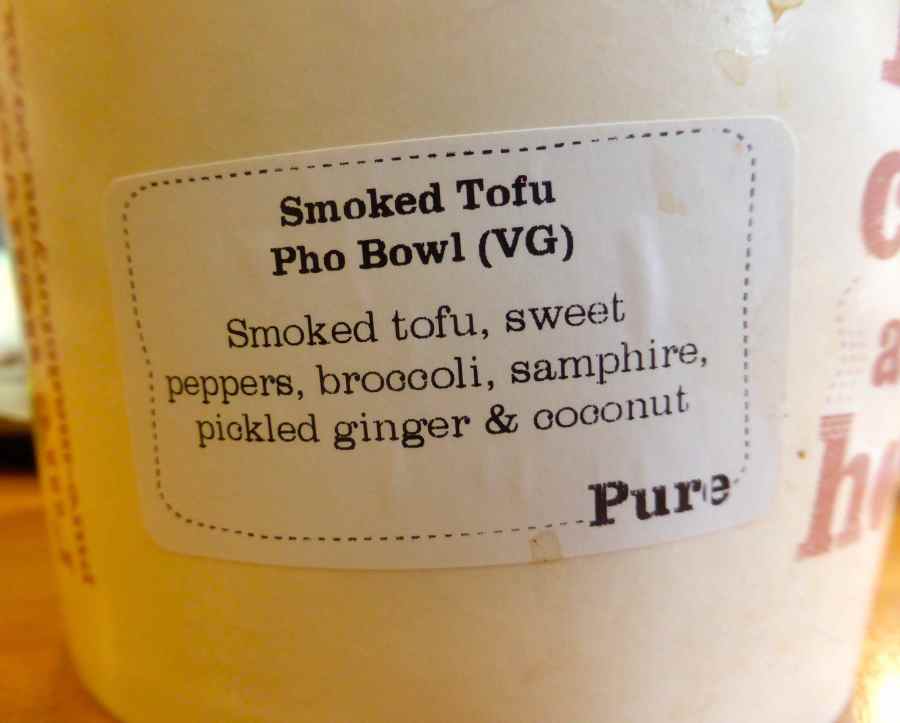 Smoked Tofu
Pho Bowl (VG)
Smoked tofu, sweet
peppers, broccoli, samphire,
pickled ginger & coconut
Pure